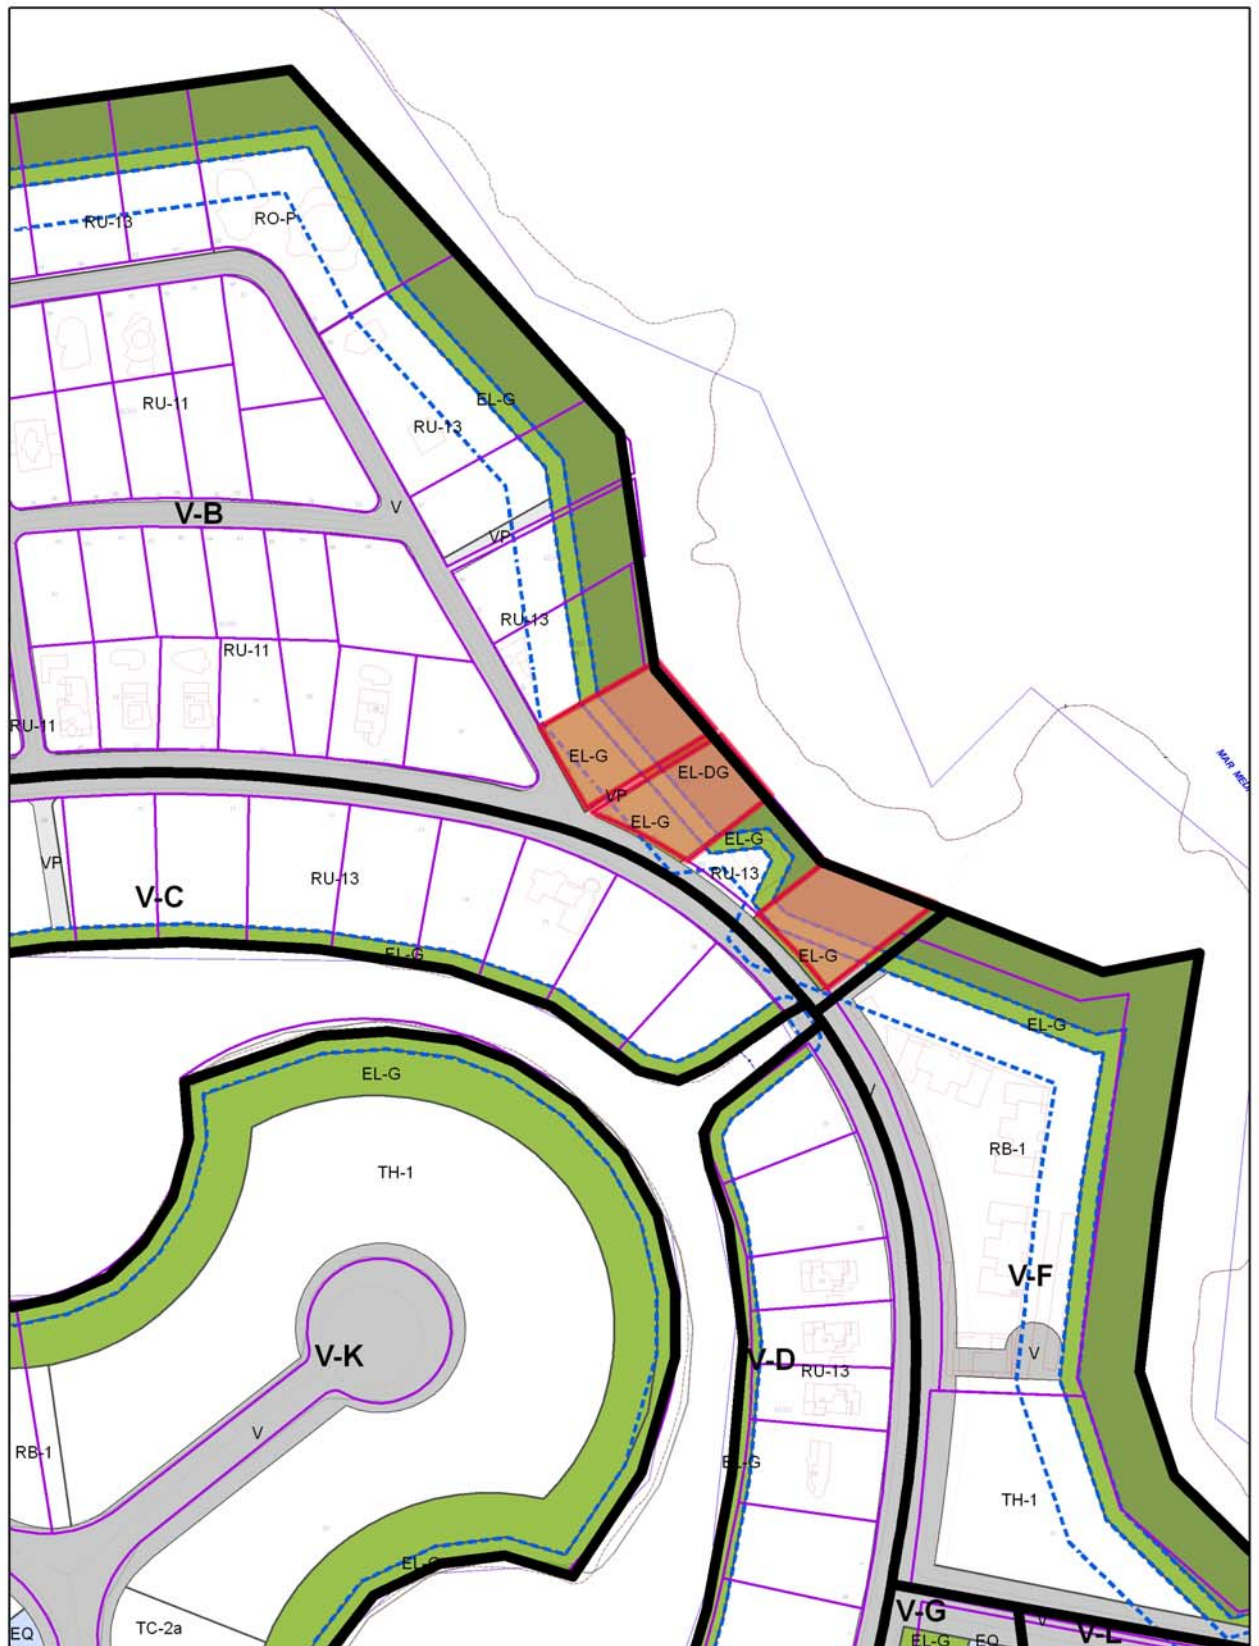 RU-13
RO-P
EL-G
RU-11
RU-13
V-B
V
VP
RU-13
RU-11
RU-11
EL-G
EL-DG
MAR MEDI
VP
EL-G
EL-G
VP
RU-13
RU-13
V-C
EL-G
EL-G
EL-G
EL-G
V
TH-1
RB-1
V-F
V-K
V-D
V
RU-13
V
RB-1
EL-G
TH-1
EL-G
V-G
V
V-L
TC-2a
EQ
EL-G
EQ